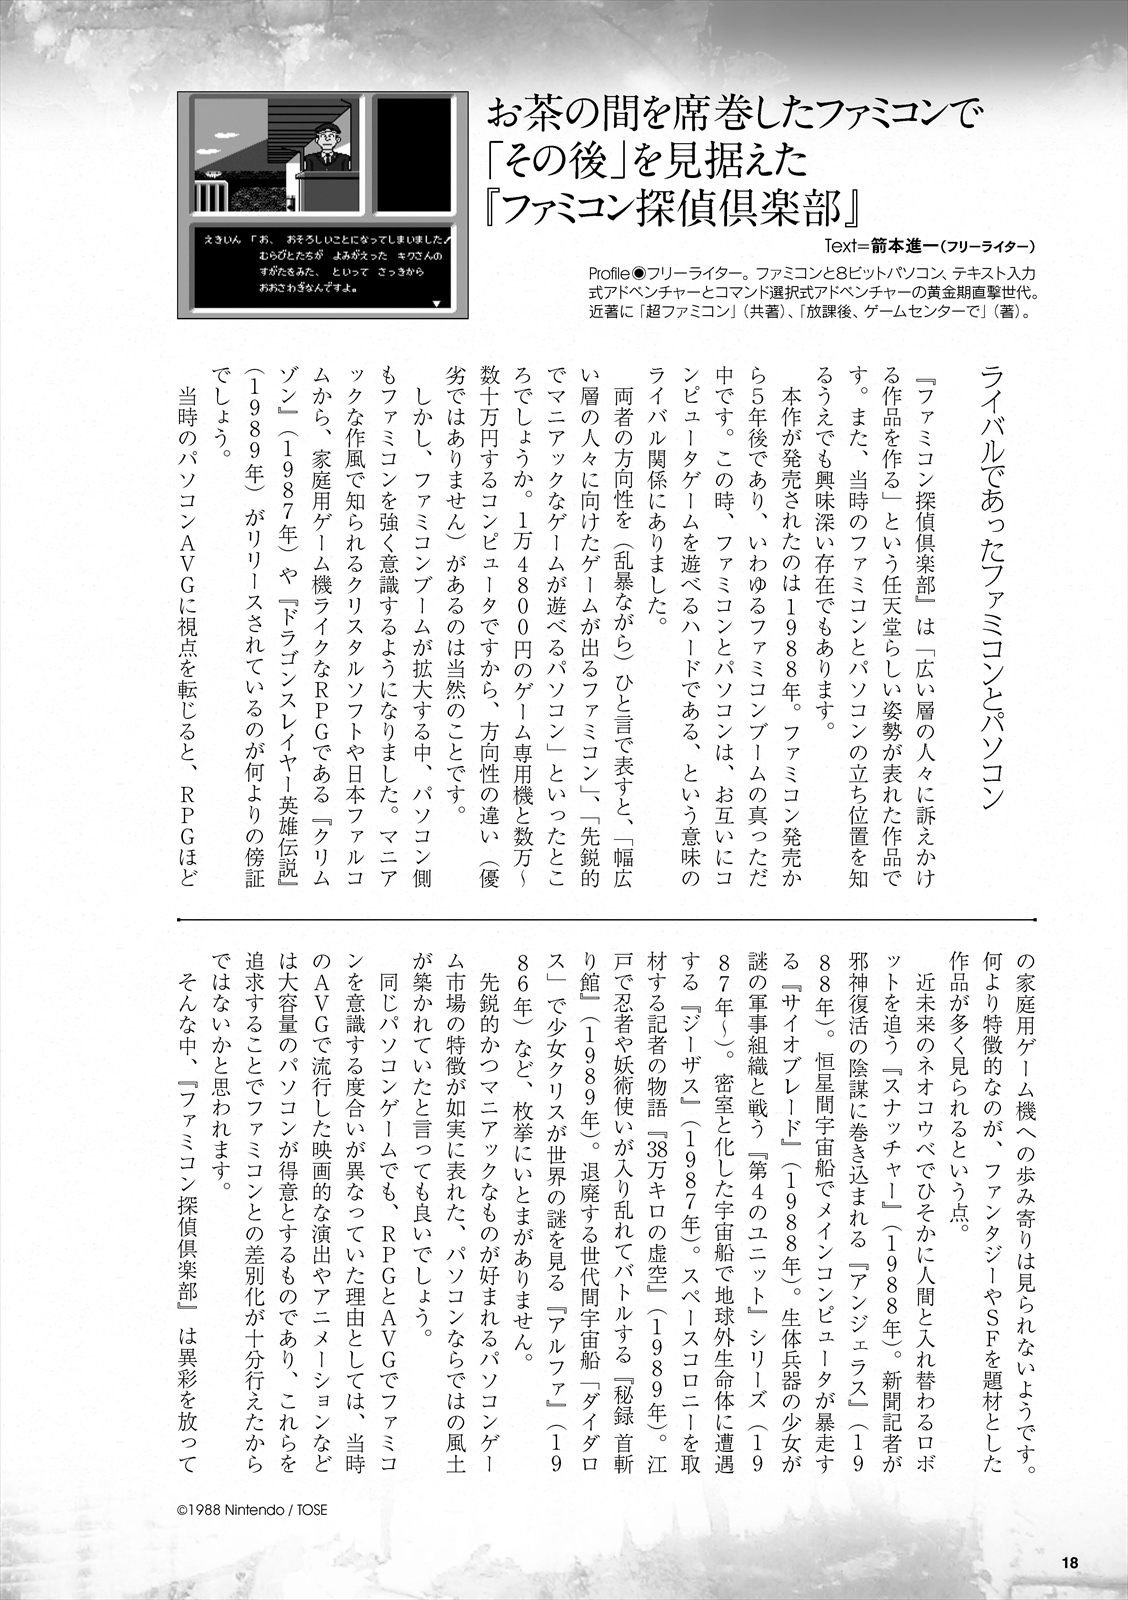 お茶の間を席巻したファミコンで
「その後」を見据えた
『ファミコン探偵倶楽部』
Text=箭本進一(フリーライター)
Profile◉フリーライター。ファミコンと8ビットパソコン、テキスト入力
式アドベンチャーとコマンド選択式アドベンチャーの黄金期直撃世代。
近著に「超ファミコン」(共著)、「放課後、ゲームセンターで」(著)。
えきいん「お、 おそろしいことになってしまいました!
むらびとたちが よみがえった キクさんの
すがたをみた、 といって さっきから
おおさわぎなんですよ。
▼
ライバルであったファミコンとパソコン
『ファミコン探偵倶楽部』は「広い層の人々に訴えかけ
る作品を作る」という任天堂らしい姿勢が表れた作品で
す。また、当時のファミコンとパソコンの立ち位置を知
るうえでも興味深い存在でもあります。
本作が発売されたのは1988年。ファミコン発売か
ら5年後であり、いわゆるファミコンブームの真っただ
中です。この時、ファミコンとパソコンは、お互いにコ
ンピュータゲームを遊べるハードである、という意味の
ライバル関係にありました。
両者の方向性を(乱暴ながら)ひと言で表すと、「幅広
い層の人々に向けたゲームが出るファミコン」、「先鋭的
でマニアックなゲームが遊べるパソコン」といったとこ
ろでしょうか。1万4800円のゲーム専用機と数万〜
数十万円するコンピュータですから、方向性の違い(優
劣ではありません)があるのは当然のことです。
しかし、ファミコンブームが拡大する中、パソコン側
もファミコンを強く意識するようになりました。マニア
ックな作風で知られるクリスタルソフトや日本ファルコ
ムから、家庭用ゲーム機ライクなRPGである『クリム
ゾン』(1987年)や『ドラゴンスレイヤー英雄伝説』
(1989年)がリリースされているのが何よりの傍証
でしょう。
当時のパソコンAVGに視点を転じると、RPGほど
の家庭用ゲーム機への歩み寄りは見られないようです。
何より特徴的なのが、ファンタジーやSFを題材とした
作品が多く見られるという点。
近未来のネオコウベでひそかに人間と入れ替わるロボ
ットを追う『スナッチャー』(1988年)。新聞記者が
邪神復活の陰謀に巻き込まれる『アンジェラス』(19
88年)。恒星間宇宙船でメインコンピュータが暴走す
る『サイオブレード』(1988年)。生体兵器の少女が
謎の軍事組織と戦う『第4のユニット』シリーズ(19
87年〜)。密室と化した宇宙船で地球外生命体に遭遇
する『ジーザス』(1987年)。スペースコロニーを取
材する記者の物語『38万キロの虚空』(1989年)。江
戸で忍者や妖術使いが入り乱れてバトルする『秘録 首斬
り館』(1989年)。退廃する世代間宇宙船「ダイダロ
ス」で少女クリスが世界の謎を見る『アルファ』(19
86年)など、枚挙にいとまがありません。
先鋭的かつマニアックなものが好まれるパソコンゲー
ム市場の特徴が如実に表れた、パソコンならではの風土
が築かれていたと言っても良いでしょう。
同じパソコンゲームでも、RPGとAVGでファミコ
ンを意識する度合いが異なっていた理由としては、当時
のAVGで流行した映画的な演出やアニメーションなど
は大容量のパソコンが得意とするものであり、これらを
追求することでファミコンとの差別化が十分行えたから
ではないかと思われます。
そんな中、『ファミコン探偵倶楽部』は異彩を放って
©1988 Nintendo / TOSE
18